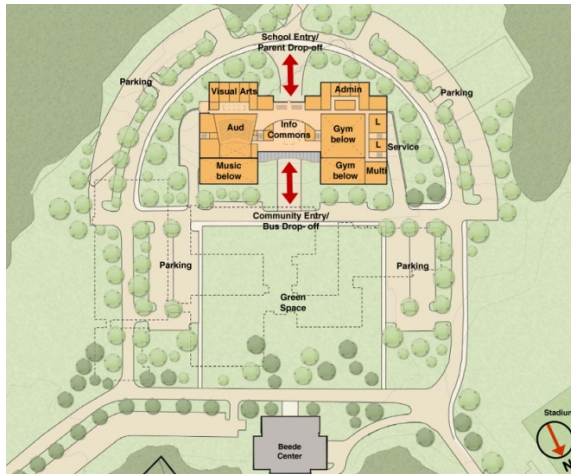 School Entry/
Parent Drop-off
Parking
Visual Arts
Admin
Parking
Aud
Info
Commons
Gym
below
L
L
Service
Music
below
Gym
below
Multi
Community Entry/
Bus Drop- off
Parking
Parking
Green
Space
Stadium
N
Beede
Center